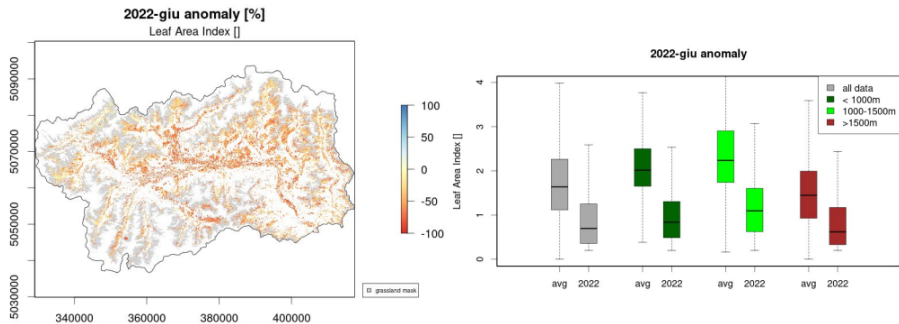 2022-giu anomaly [%]
Leaf Area Index []
5090000
5070000
5050000
5030000
340000
360000
380000
400000
100
50
0
-50
-100
grassland mask
2022-giu anomaly
Leaf Area Index []
4
3
2
1
0
all data
< 1000m
1000-1500m
>1500m
avg 2022 avg 2022 avg 2022 avg 2022